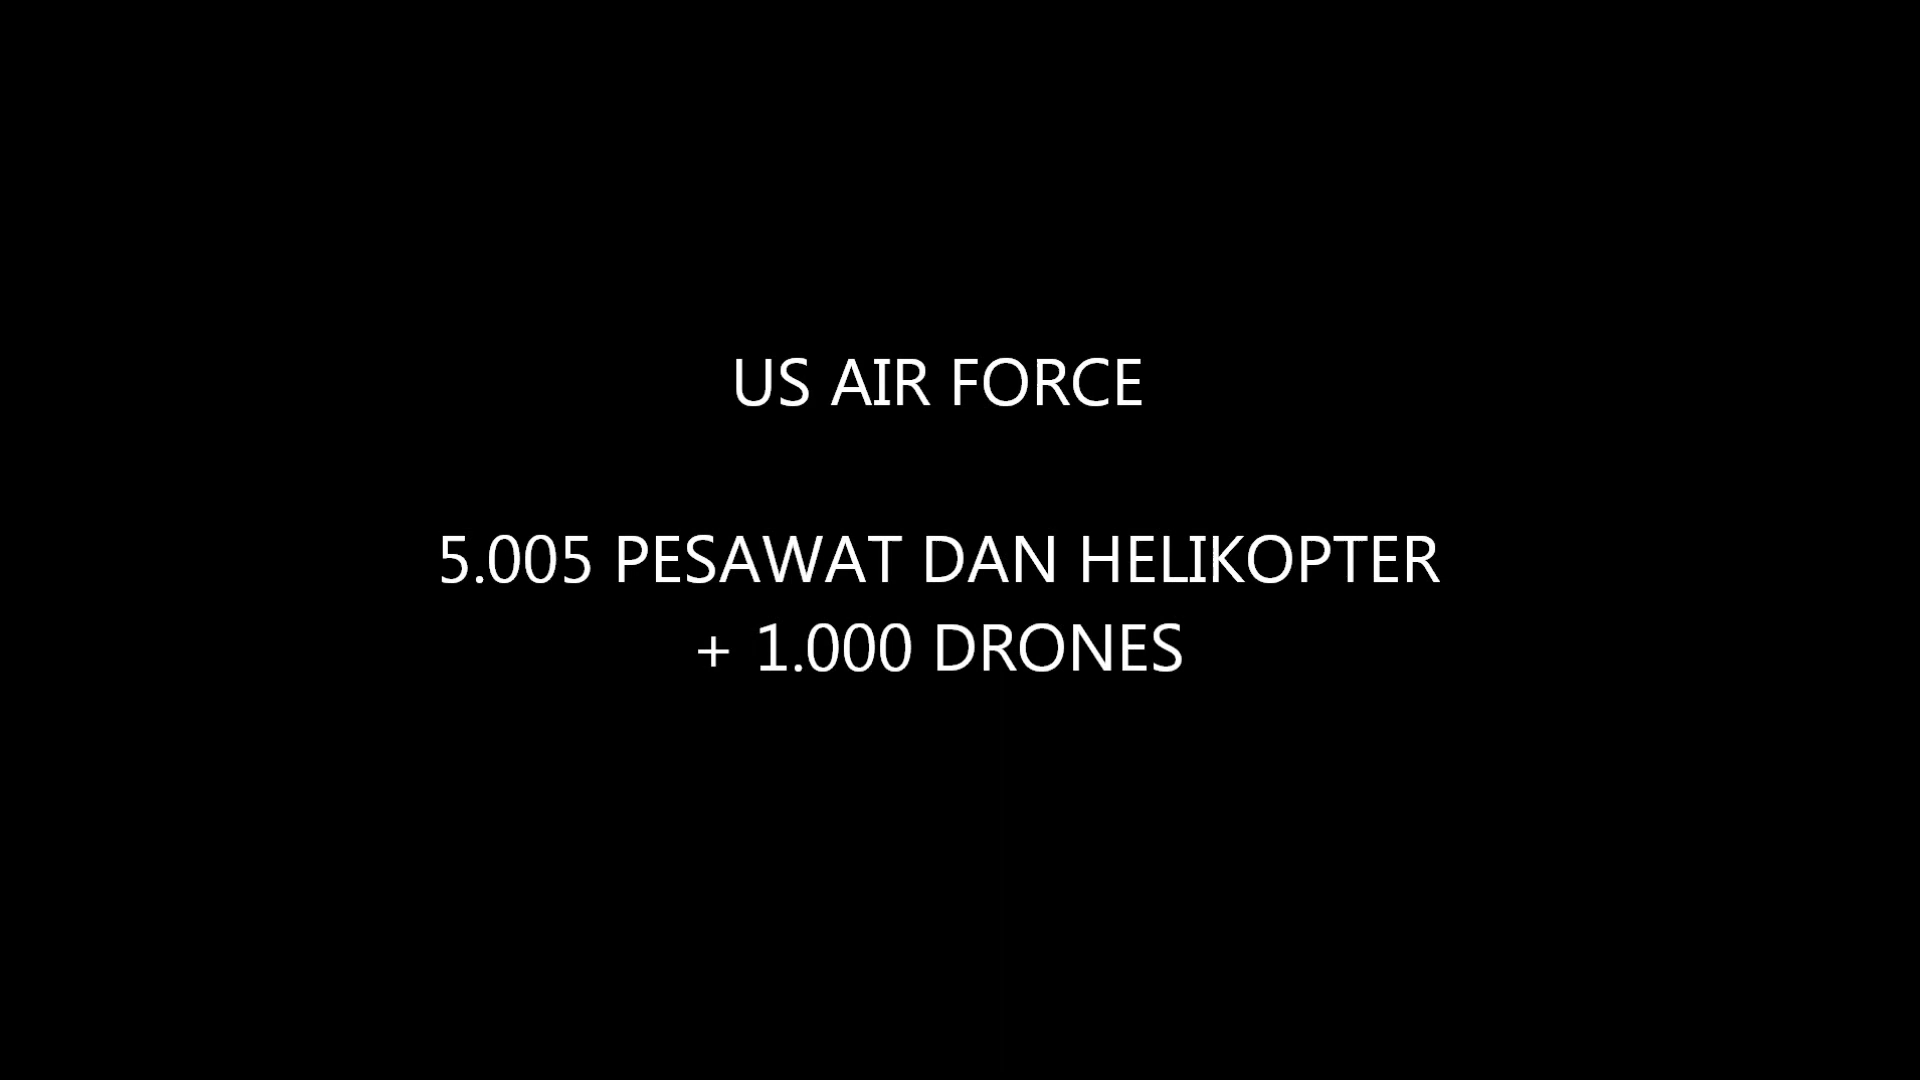 US AIR FORCE
5.005 PESAWAT DAN HELIKOPTER
+ 1.000 DRONES